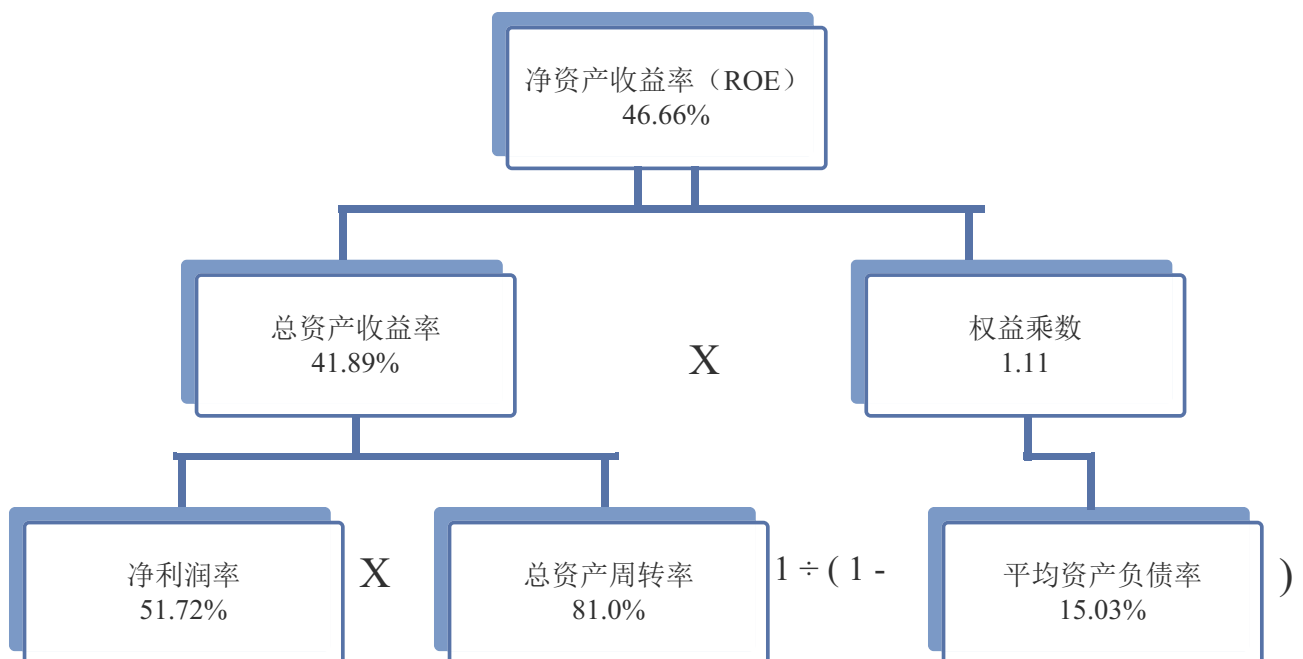 净资产收益率（ROE）
46.66%
总资产收益率
41.89%
X
权益乘数
1.11
净利润率
51.72%
X
总资产周转率
81.0%
1 ÷ ( 1 -
平均资产负债率
15.03%
)